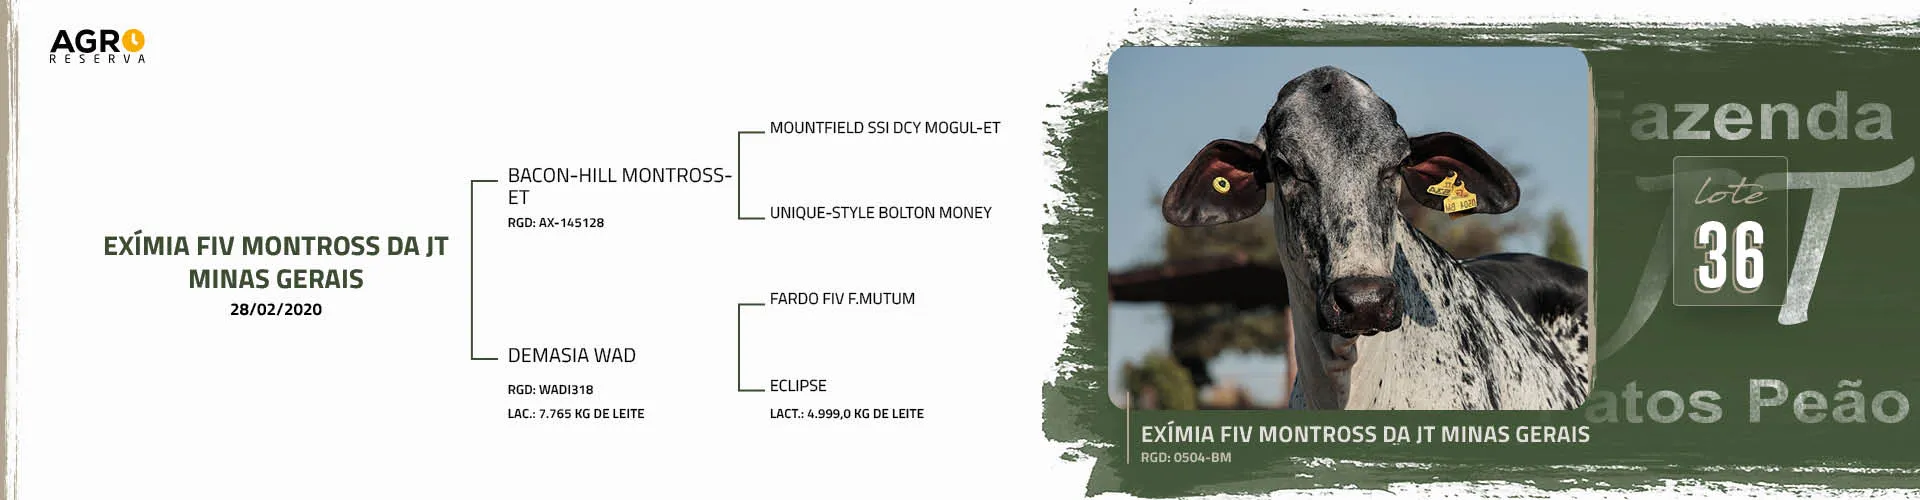 AGRO
RESERVA
EXÍMIA FIV MONTROSS DA JT
MINAS GERAIS
28/02/2020
BACON-HILL MONTROSS-
ET
RGD: AX-145128
DEMASIA WAD
RGD: WADI318
LAC.: 7.765 KG DE LEITE
MOUNTFIELD SSI DCY MOGUL-ET
UNIQUE-STYLE BOLTON MONEY
FARDO FIV F.MUTUM
ECLIPSE
LACT.: 4.999,0 KG DE LEITE
EXÍMIA FIV MONTROSS DA JT MINAS GERAIS
RGD: 0504-BM
Fazenda
JT
lote
36
atos Peão